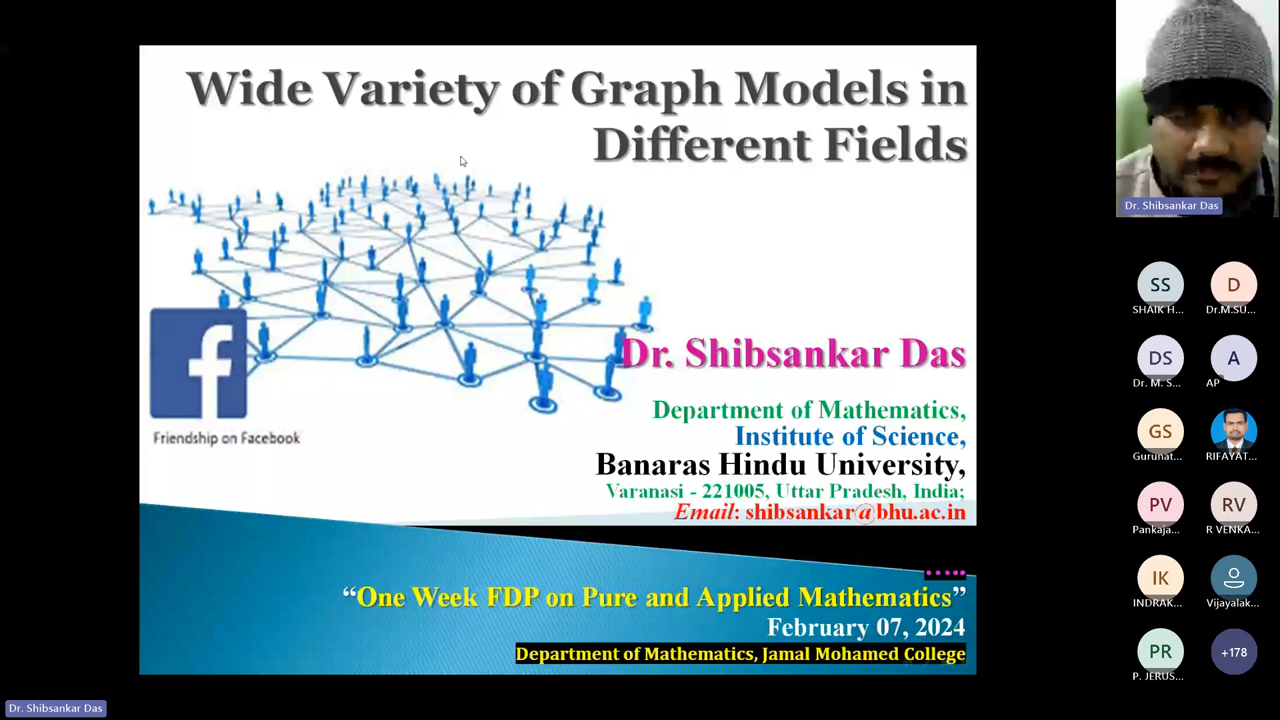 Wide Variety of Graph Models in
Different Fields
f
Friendship on Facebook
Dr. Shibsankar Das
Department of Mathematics,
Institute of Science,
Banaras Hindu University,
Varanasi - 221005, Uttar Pradesh, India;
Email: shibsankar@bhu.ac.in
“One Week FDP on Pure and Applied Mathematics”
February 07, 2024
Department of Mathematics, Jamal Mohamed College
Dr. Shibsankar Das
SS
SHAIK H...
D
Dr.M.SU...
DS
Dr. M. S...
A
AP
GS
Gurunat...
RIFAYAT...
PV
Pankaja...
RV
R VENKA...
IK
INDRAK...
Vijayalak...
PR
P. JERUS...
+178
Dr. Shibsankar Das